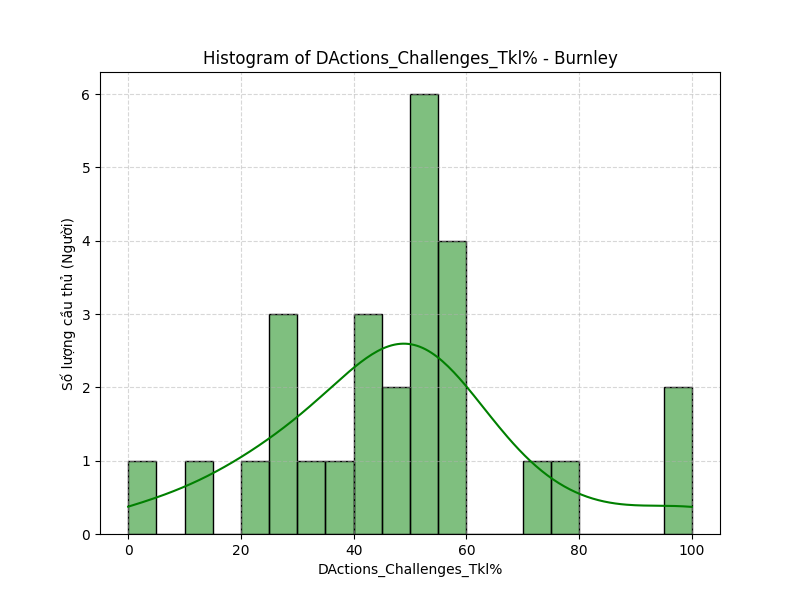 Histogram of DActions_Challenges_Tkl% - Burnley
Số lượng cầu thủ (Người)
6
5
4
3
2
1
0
0 20 40 60 80 100
DActions_Challenges_Tkl%